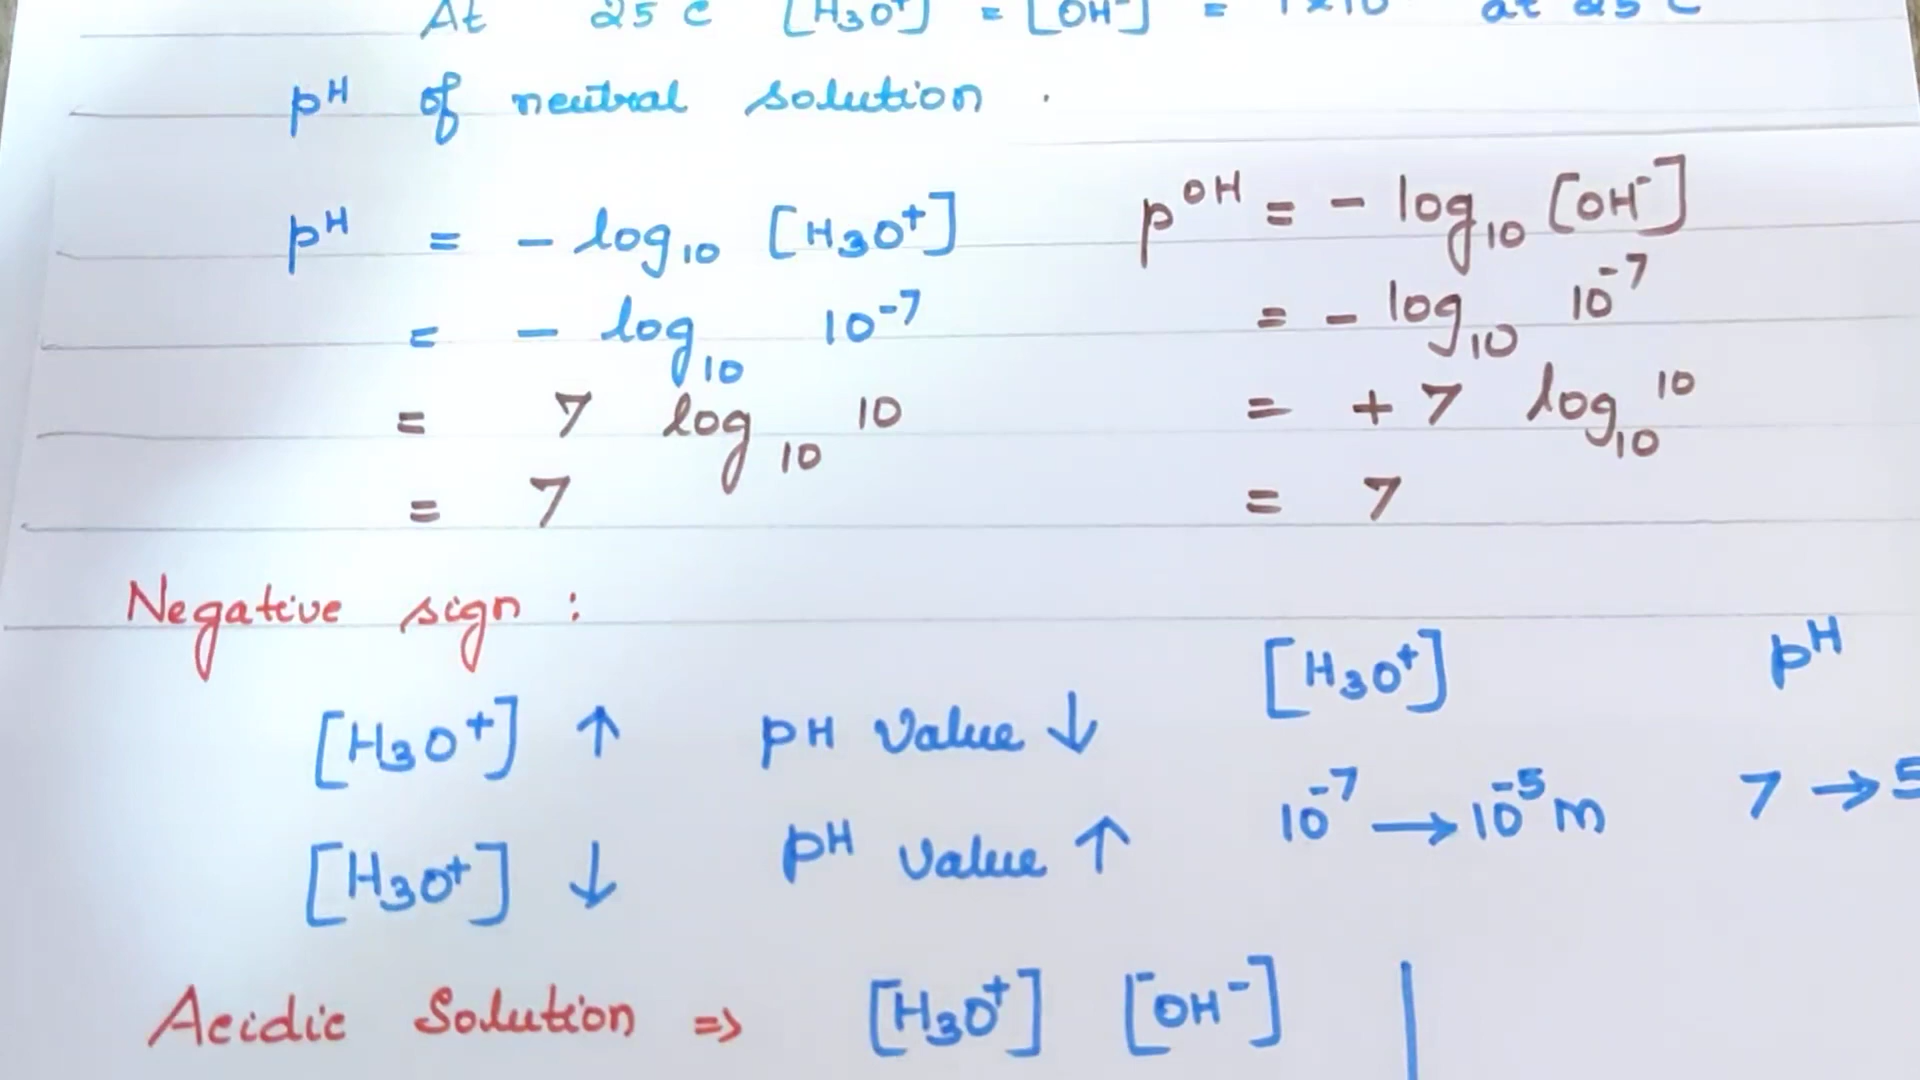 At 25 C [H₃O⁺] = [OH⁻] = 1 x 10 at 25 C
pᴴ of neutral solution .
pᴴ = - log₁₀ [H₃O⁺]
= - log₁₀ 10⁻⁷
= 7 log₁₀ 10
= 7
pᴼᴴ = - log₁₀ [OH⁻]
= - log₁₀ 10⁻⁷
= + 7 log₁₀ 10
= 7
Negative sign :
[H₃O⁺] ↑ pH Value ↓
[H₃O⁺] ↓ pᴴ Value ↑
[H₃O⁺] pᴴ
10⁻⁷ → 10⁻⁵ m 7 → 5
Acidic Solution ⇒ [H₃O⁺] [OH⁻]